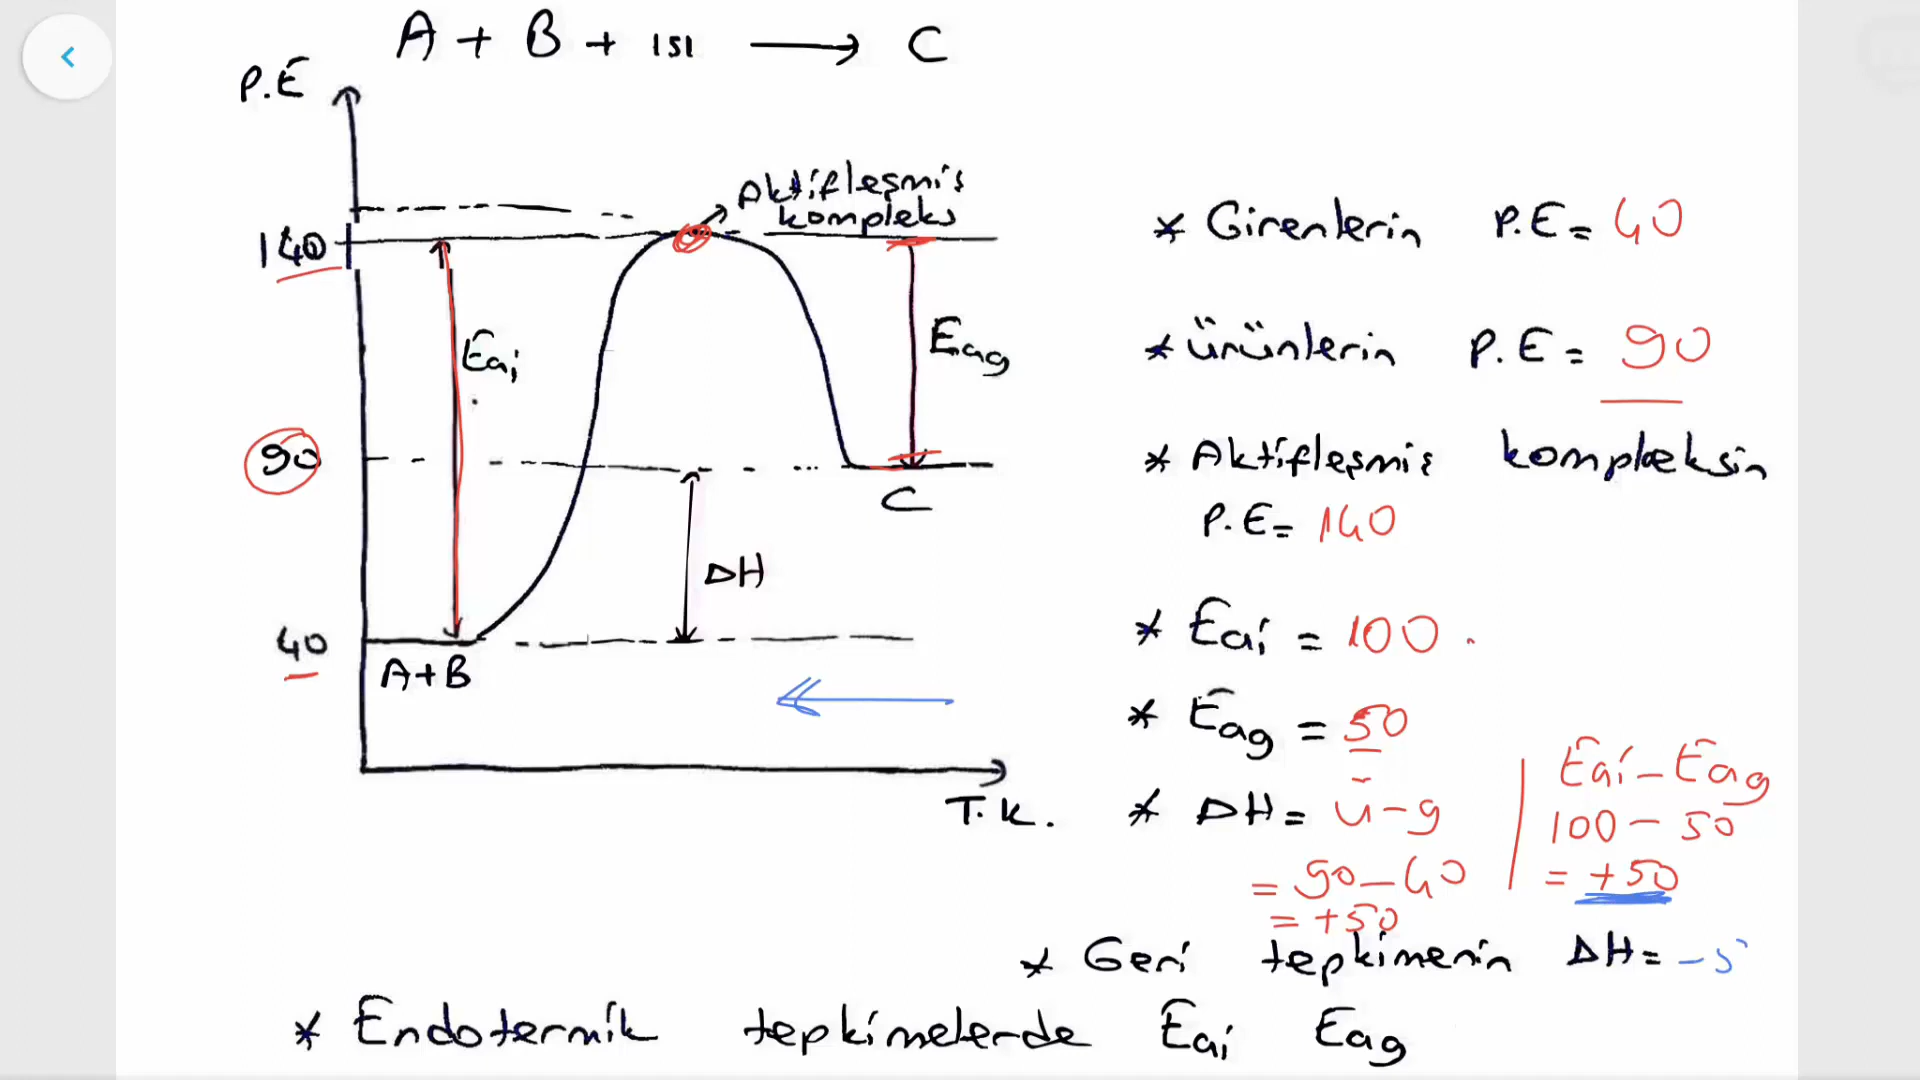 A + B + ısı ⟶ C
P.E
Aktifleşmiş
kompleks
140
Eai
Eag
90
C
ΔH
40
A+B
T.K.
* Girenlerin P.E = 40
* Ürünlerin P.E = 90
* Aktifleşmiş kompleksin
P.E = 140
* Eai = 100
* Eag = 50
* ΔH = ü-g
= 90-40
= +50
Eai - Eag
100 - 50
= +50
* Geri tepkimenin ΔH = -5
* Endotermik tepkimelerde Eai Eag